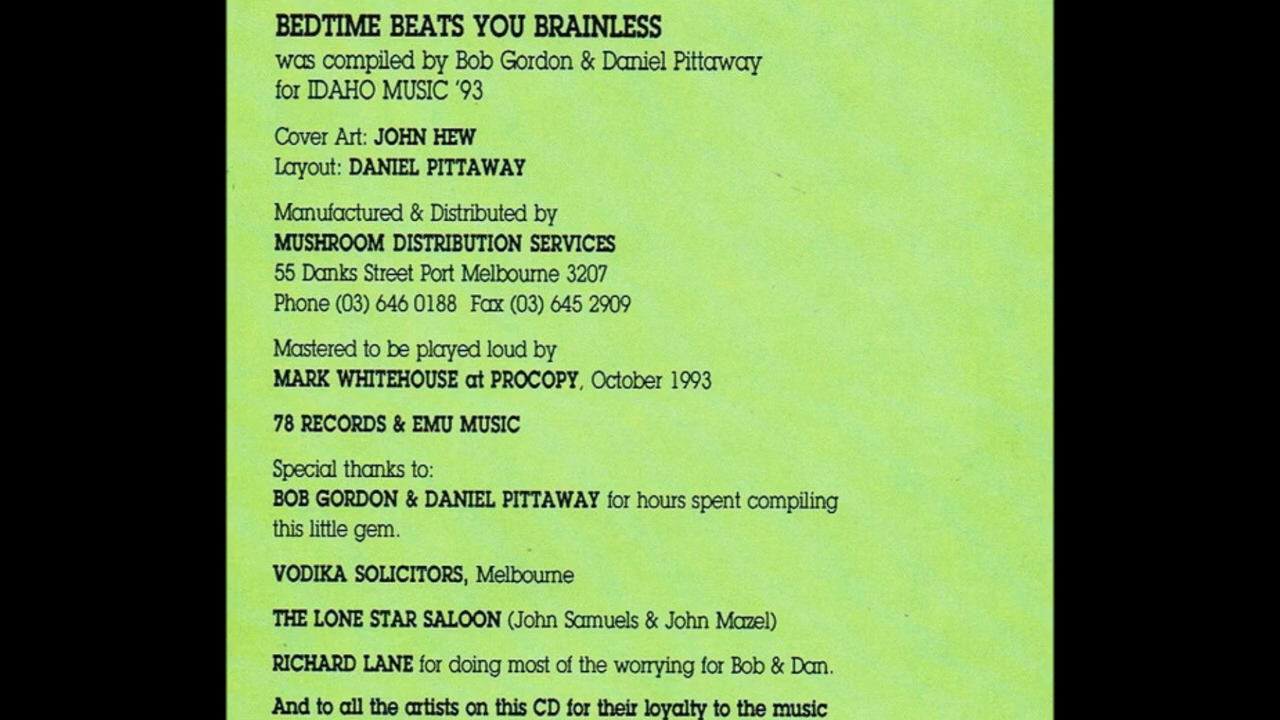 BEDTIME BEATS YOU BRAINLESS
was compiled by Bob Gordon & Daniel Pittaway
for IDAHO MUSIC '93
Cover Art: JOHN HEW
Layout: DANIEL PITTAWAY
Manufactured & Distributed by
MUSHROOM DISTRIBUTION SERVICES
55 Danks Street Port Melbourne 3207
Phone (03) 646 0188 Fax (03) 645 2909
Mastered to be played loud by
MARK WHITEHOUSE at PROCOPY, October 1993
78 RECORDS & EMU MUSIC
Special thanks to:
BOB GORDON & DANIEL PITTAWAY for hours spent compiling
this little gem.
VODIKA SOLICITORS, Melbourne
THE LONE STAR SALOON (John Samuels & John Mazel)
RICHARD LANE for doing most of the worrying for Bob & Dan.
And to all the artists on this CD for their loyalty to the music